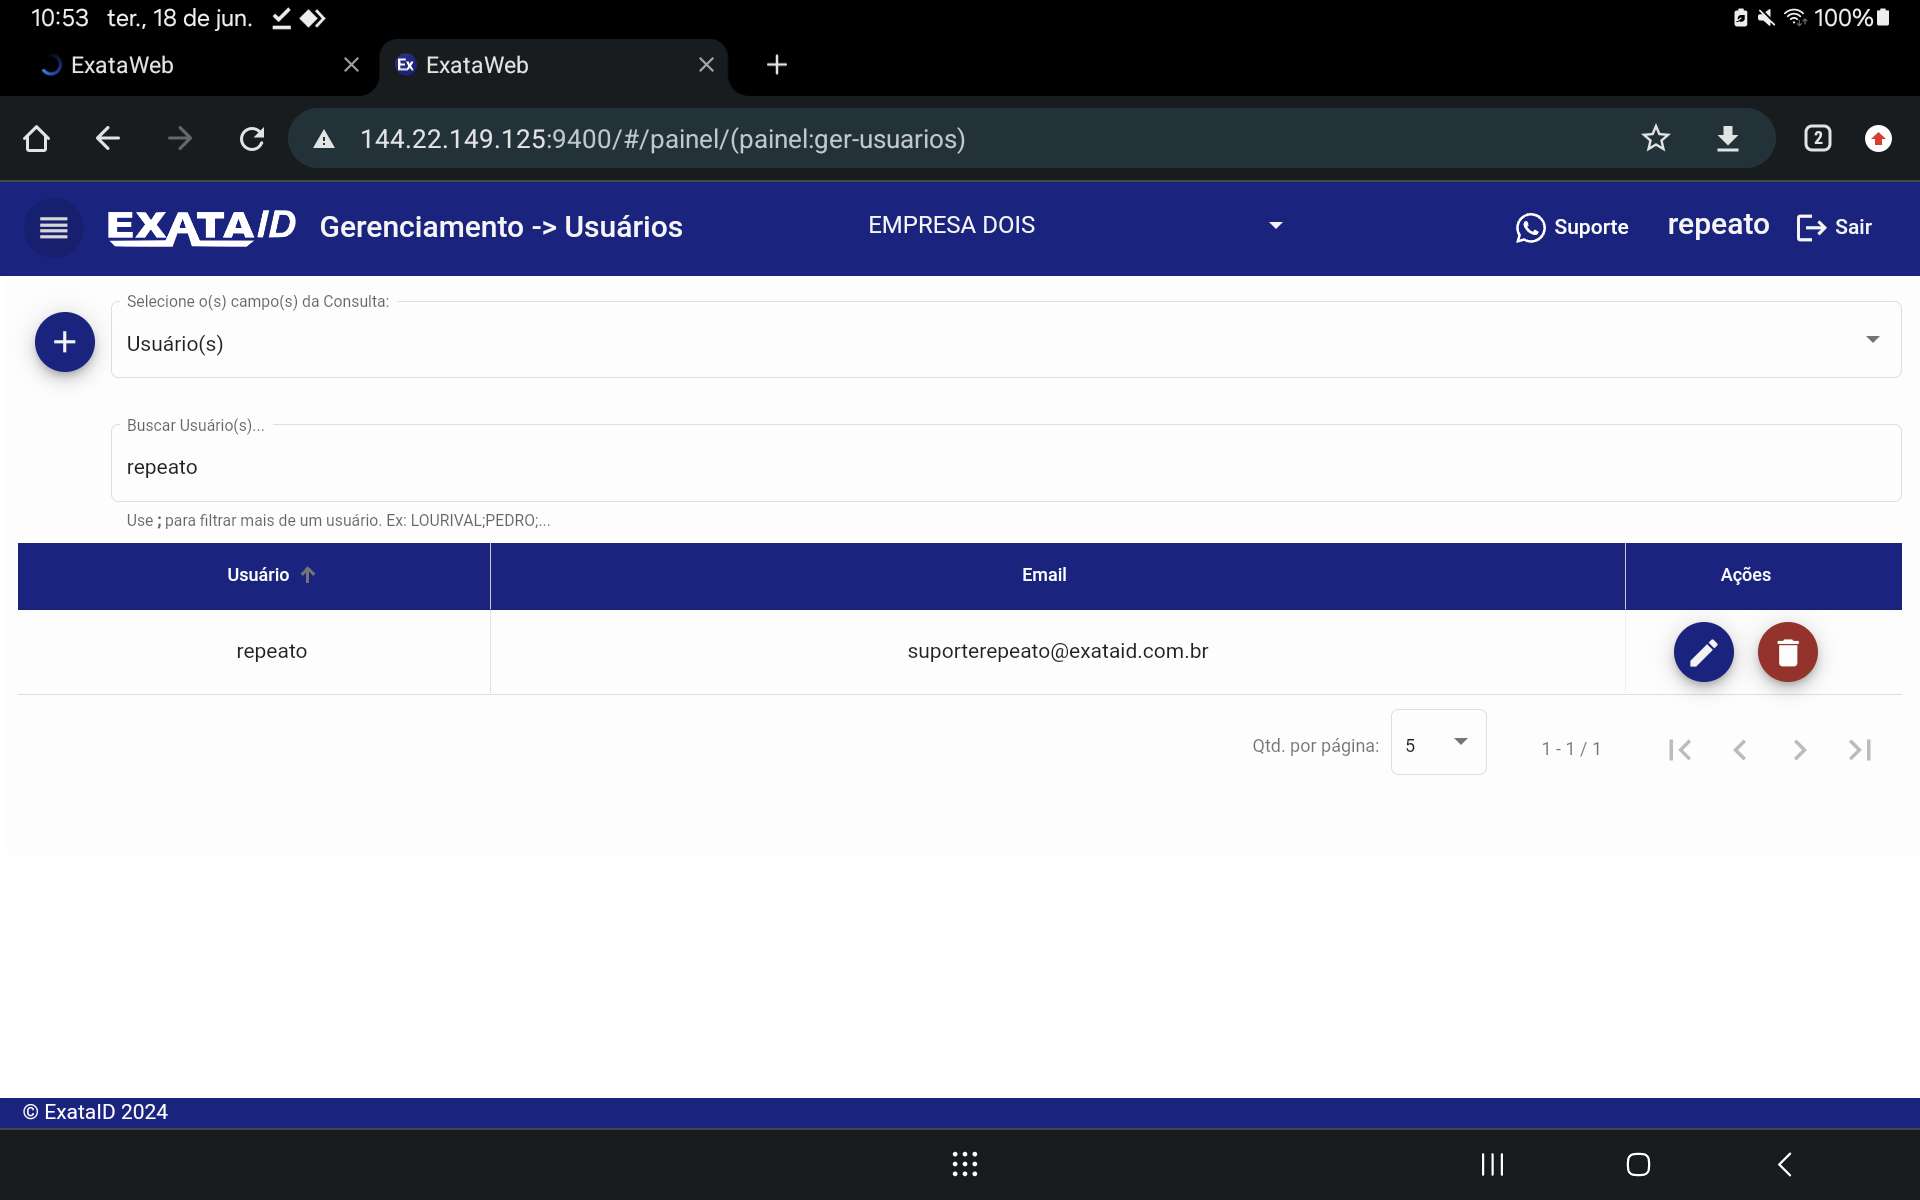 10:53 ter., 18 de jun. 100%
ExataWeb Ex ExataWeb
144.22.149.125:9400/#/painel/(painel:ger-usuarios) 2
EXATAID Gerenciamento -> Usuários EMPRESA DOIS Suporte repeato Sair
Selecione o(s) campo(s) da Consulta:
Usuário(s)
Buscar Usuário(s)...
repeato
Use ; para filtrar mais de um usuário. Ex: LOURIVAL;PEDRO;...
Usuário Email Ações
repeato suporterepeato@exataid.com.br
Qtd. por página: 5 1 - 1 / 1
© ExataID 2024